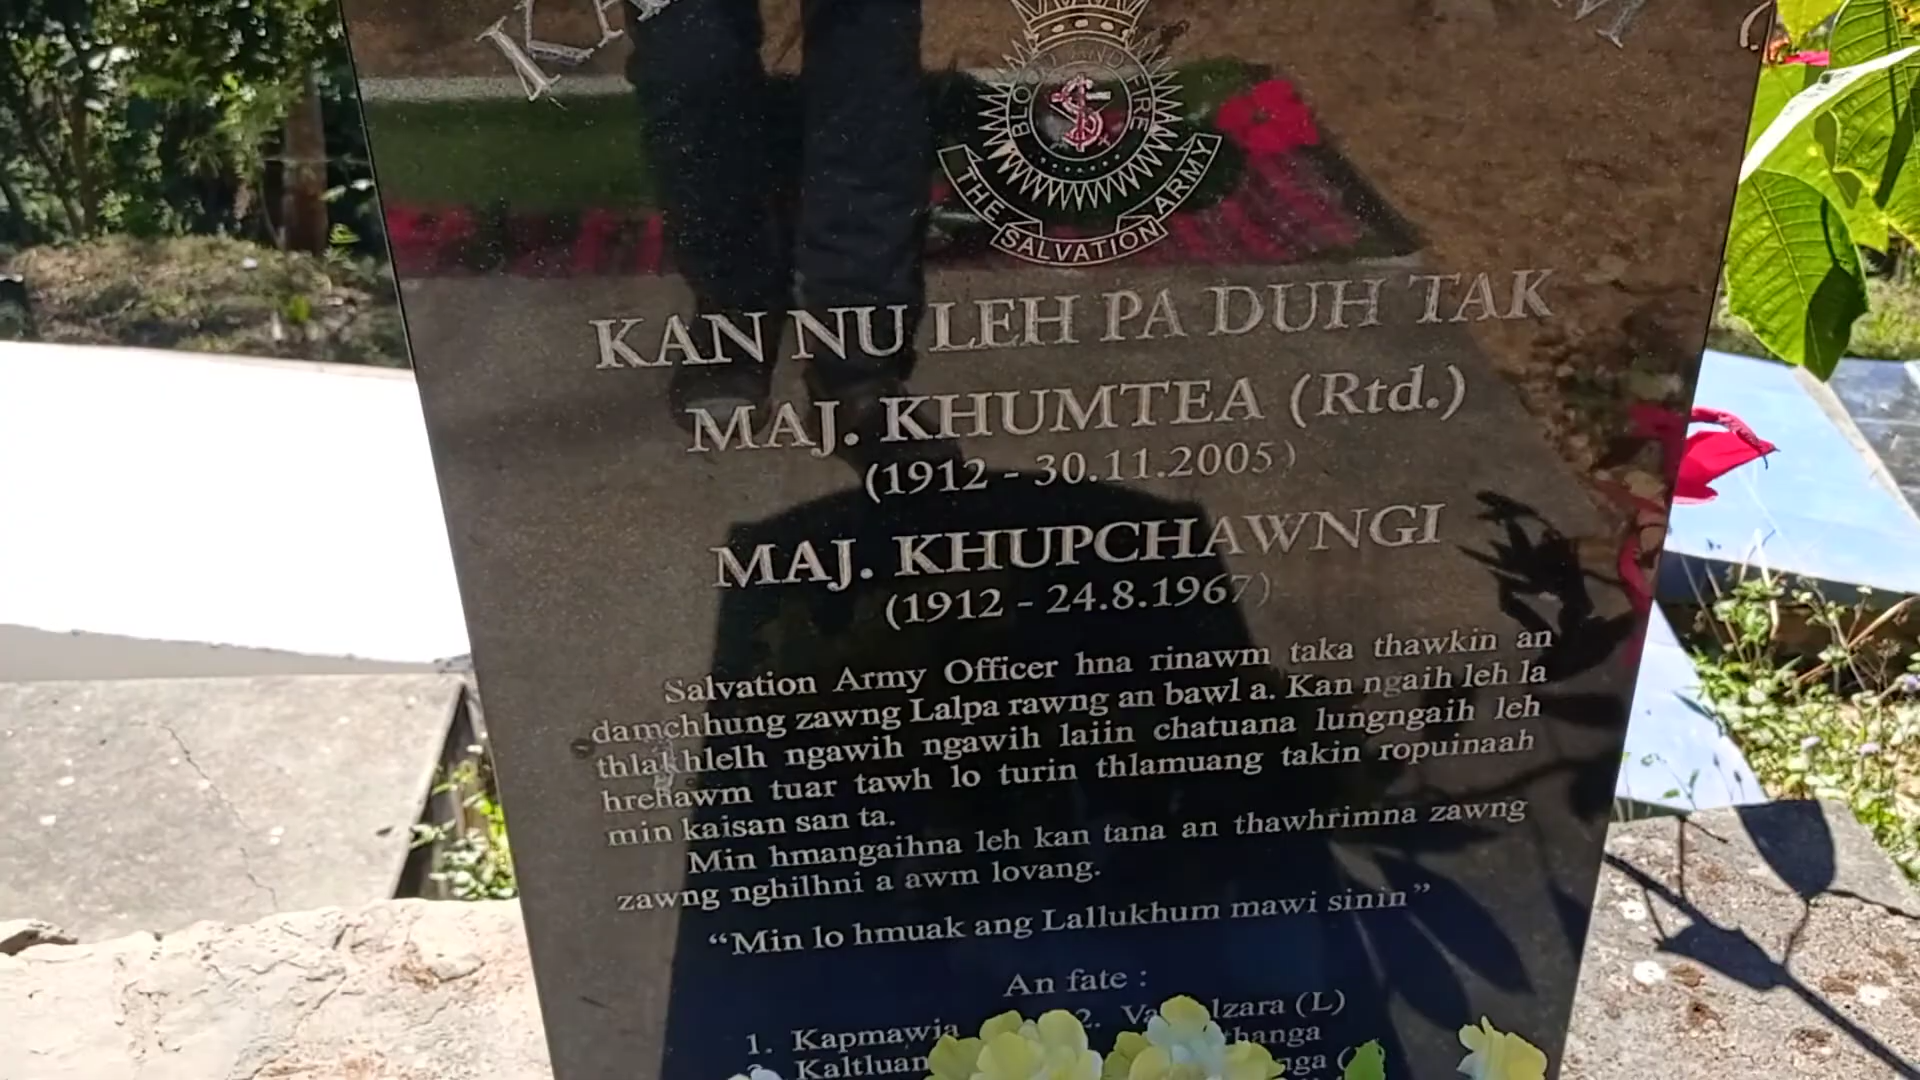 BLOOD AND FIRE
THE SALVATION ARMY
KAN NU LEH PA DUH TAK
MAJ. KHUMTEA (Rtd.)
(1912 - 30.11.2005)
MAJ. KHUPCHAWNGI
(1912 - 24.8.1967)
Salvation Army Officer hna rinawm taka thawkin an
damchhung zawng Lalpa rawng an bawl a. Kan ngaih leh la
thlakhlelh ngawih ngawih laiin chatuana lungngaih leh
hrehawm tuar tawh lo turin thlamuang takin ropuinaah
min kaisan san ta.
Min hmangaihna leh kan tana an thawhrimna zawng
zawng nghilhni a awm lovang.
“Min lo hmuak ang Lallukhum mawi sinin”
An fate :
1. Kapmawia 2. (L)